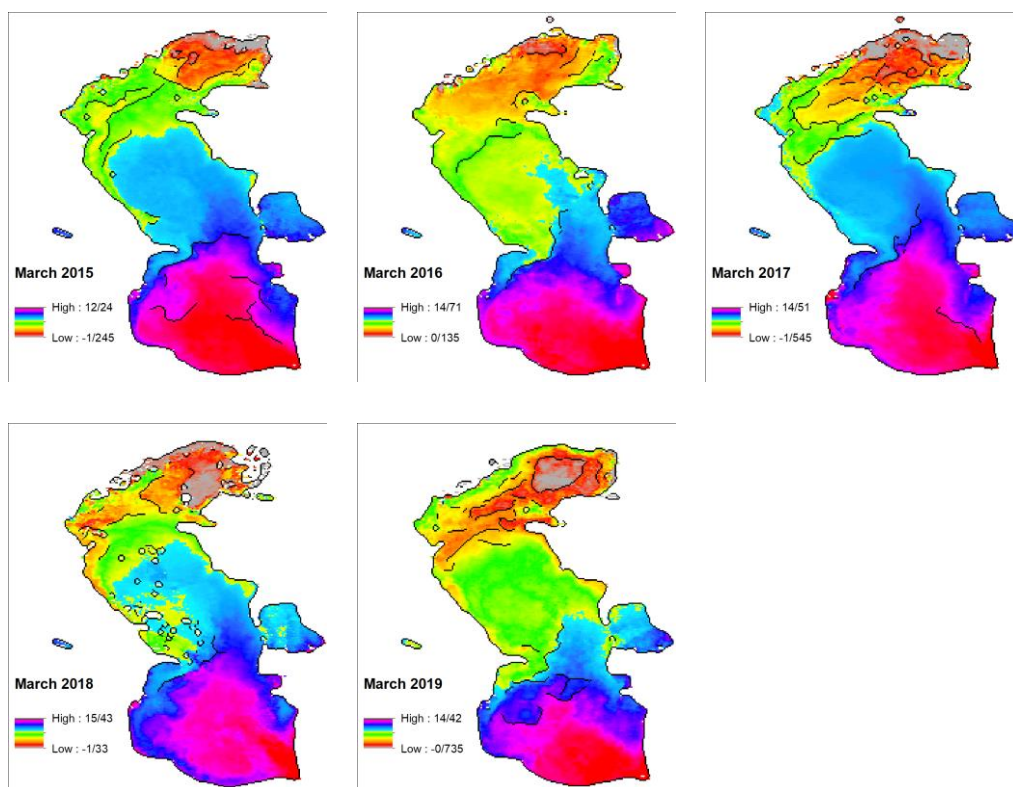 March 2015
High : 12/24
Low : -1/245
March 2016
High : 14/71
Low : 0/135
March 2017
High : 14/51
Low : -1/545
March 2018
High : 15/43
Low : -1/33
March 2019
High : 14/42
Low : -0/735